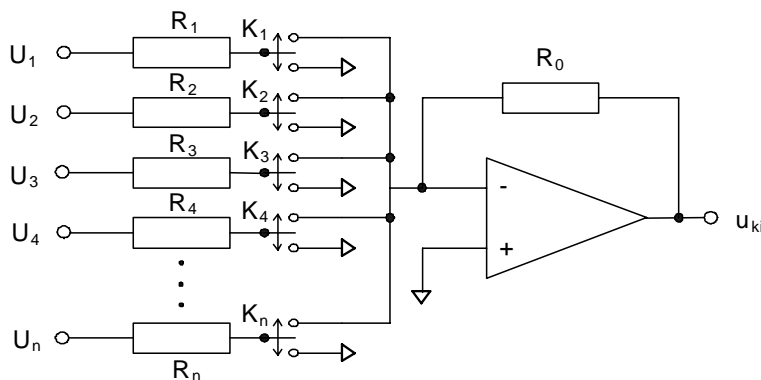 R1
K1
U1
R2
K2
U2
R3
K3
U3
R4
K4
U4
Kn
Un
Rn
R0
-
+
uki